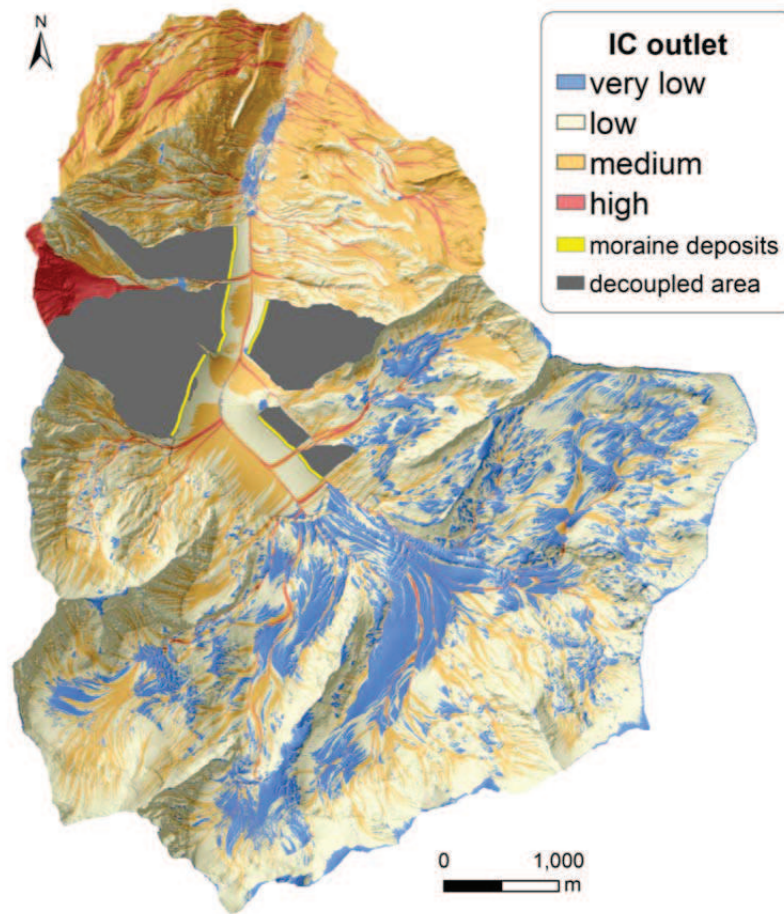 N
IC outlet
very low
low
medium
high
moraine deposits
decoupled area
0 1,000
m